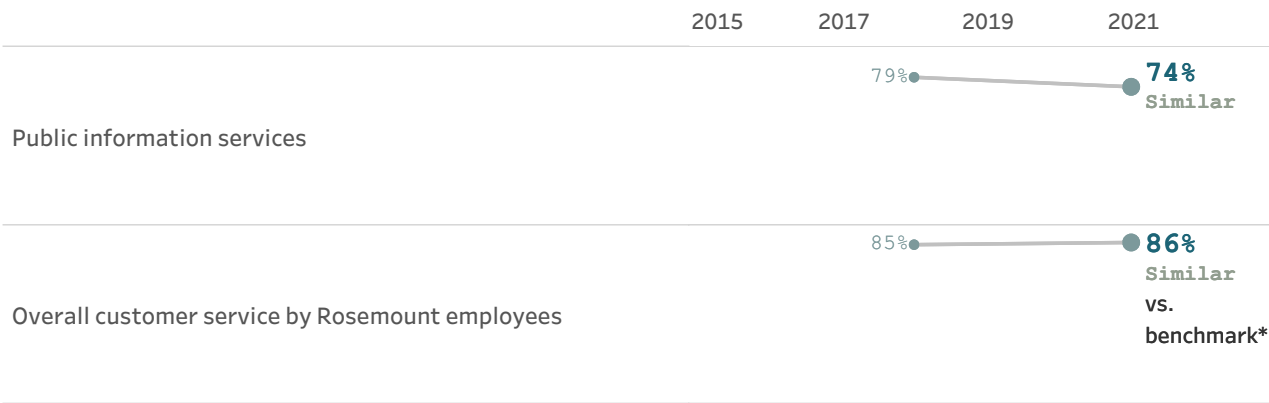 2015 2017 2019 2021
79% 74%
Similar
Public information services
85% 86%
Similar
Overall customer service by Rosemount employees
vs.
benchmark*